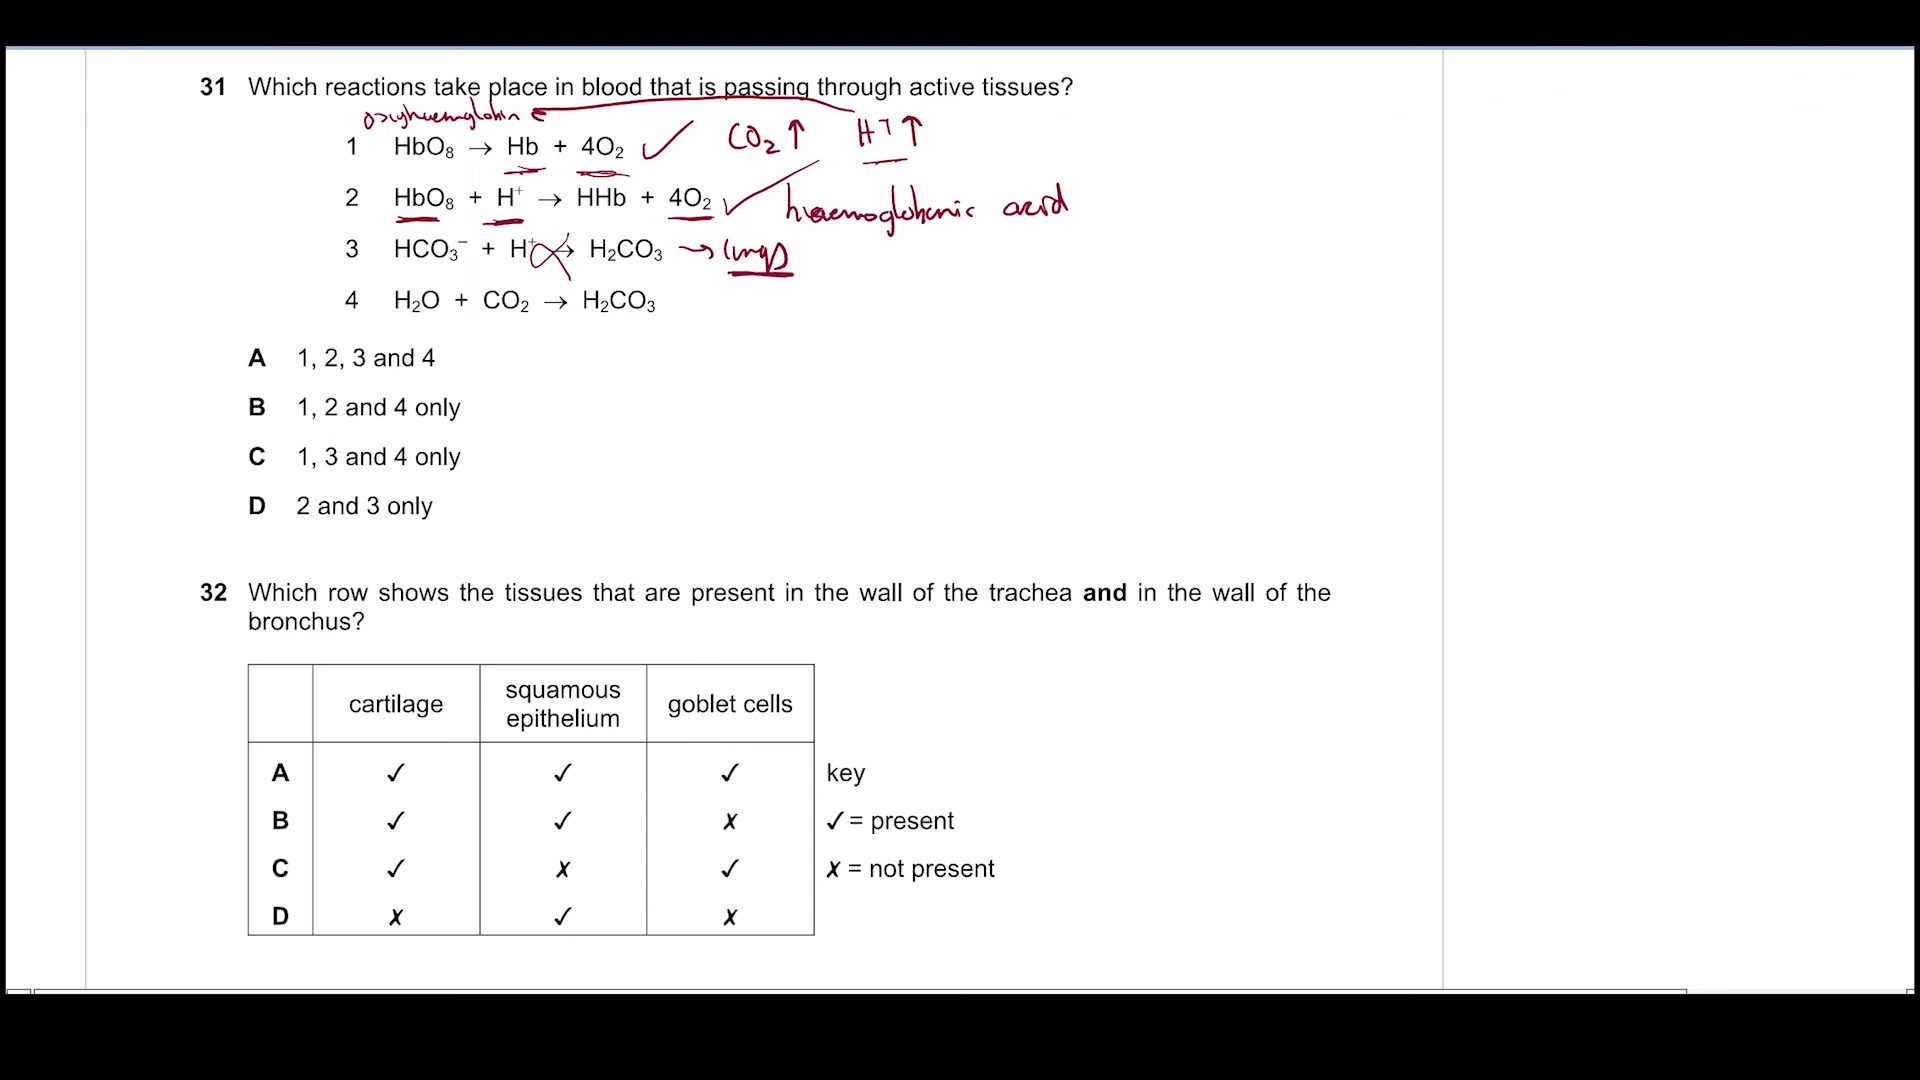 31 Which reactions take place in blood that is passing through active tissues?
oxyhaemoglobin
1 HbO₈ → Hb + 4O₂ ✓ CO₂ ↑ H⁺ ↑
2 HbO₈ + H⁺ → HHb + 4O₂ ✓ haemoglobinic acid
3 HCO₃⁻ + H⁺ → H₂CO₃ → lungs
4 H₂O + CO₂ → H₂CO₃
A 1, 2, 3 and 4
B 1, 2 and 4 only
C 1, 3 and 4 only
D 2 and 3 only
32 Which row shows the tissues that are present in the wall of the trachea and in the wall of the
bronchus?
cartilage squamous epithelium goblet cells
A ✓ ✓ ✓ key
B ✓ ✓ ✗ ✓ = present
C ✓ ✗ ✓ ✗ = not present
D ✗ ✓ ✗